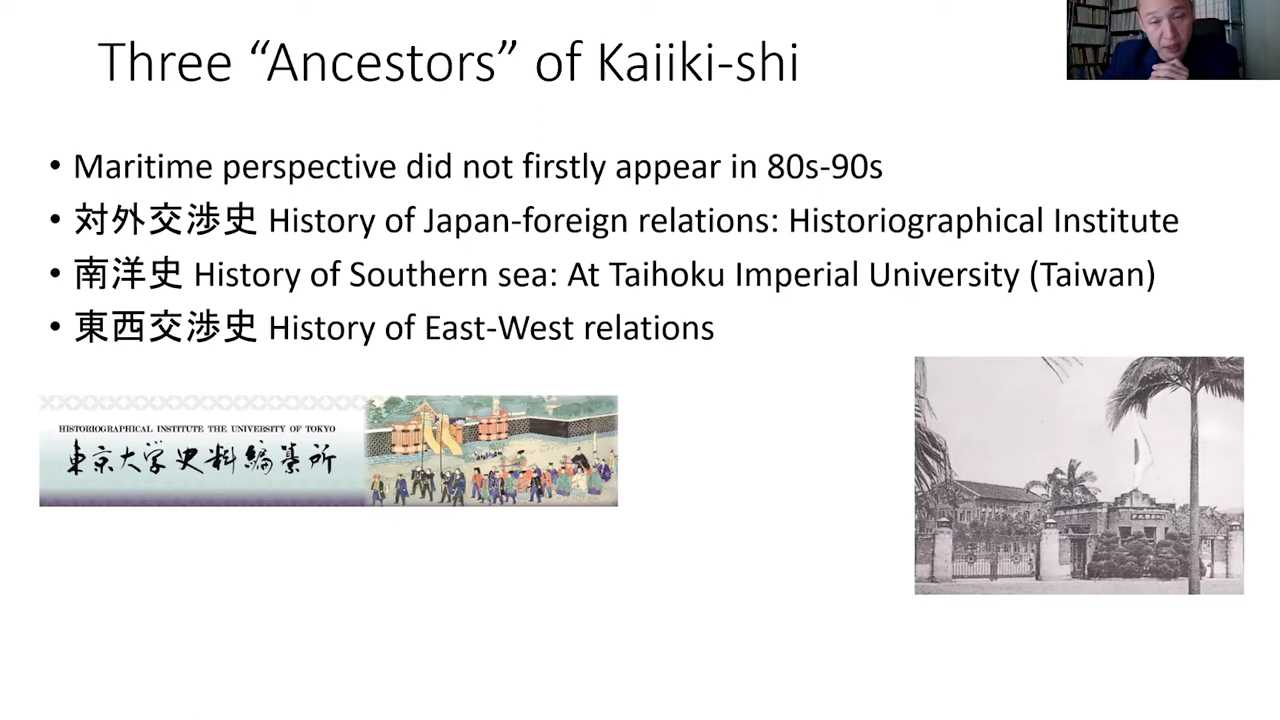 Three “Ancestors” of Kaiiki-shi
• Maritime perspective did not firstly appear in 80s-90s
• 対外交渉史 History of Japan-foreign relations: Historiographical Institute
• 南洋史 History of Southern sea: At Taihoku Imperial University (Taiwan)
• 東西交渉史 History of East-West relations
HISTORIOGRAPHICAL INSTITUTE THE UNIVERSITY OF TOKYO
東京大学史料編纂所